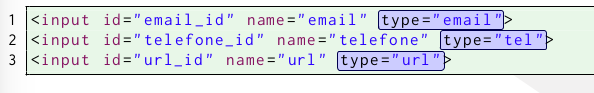 1 <input id="email_id" name="email" type="email">
2 <input id="telefone_id" name="telefone" type="tel">
3 <input id="url_id" name="url" type="url">